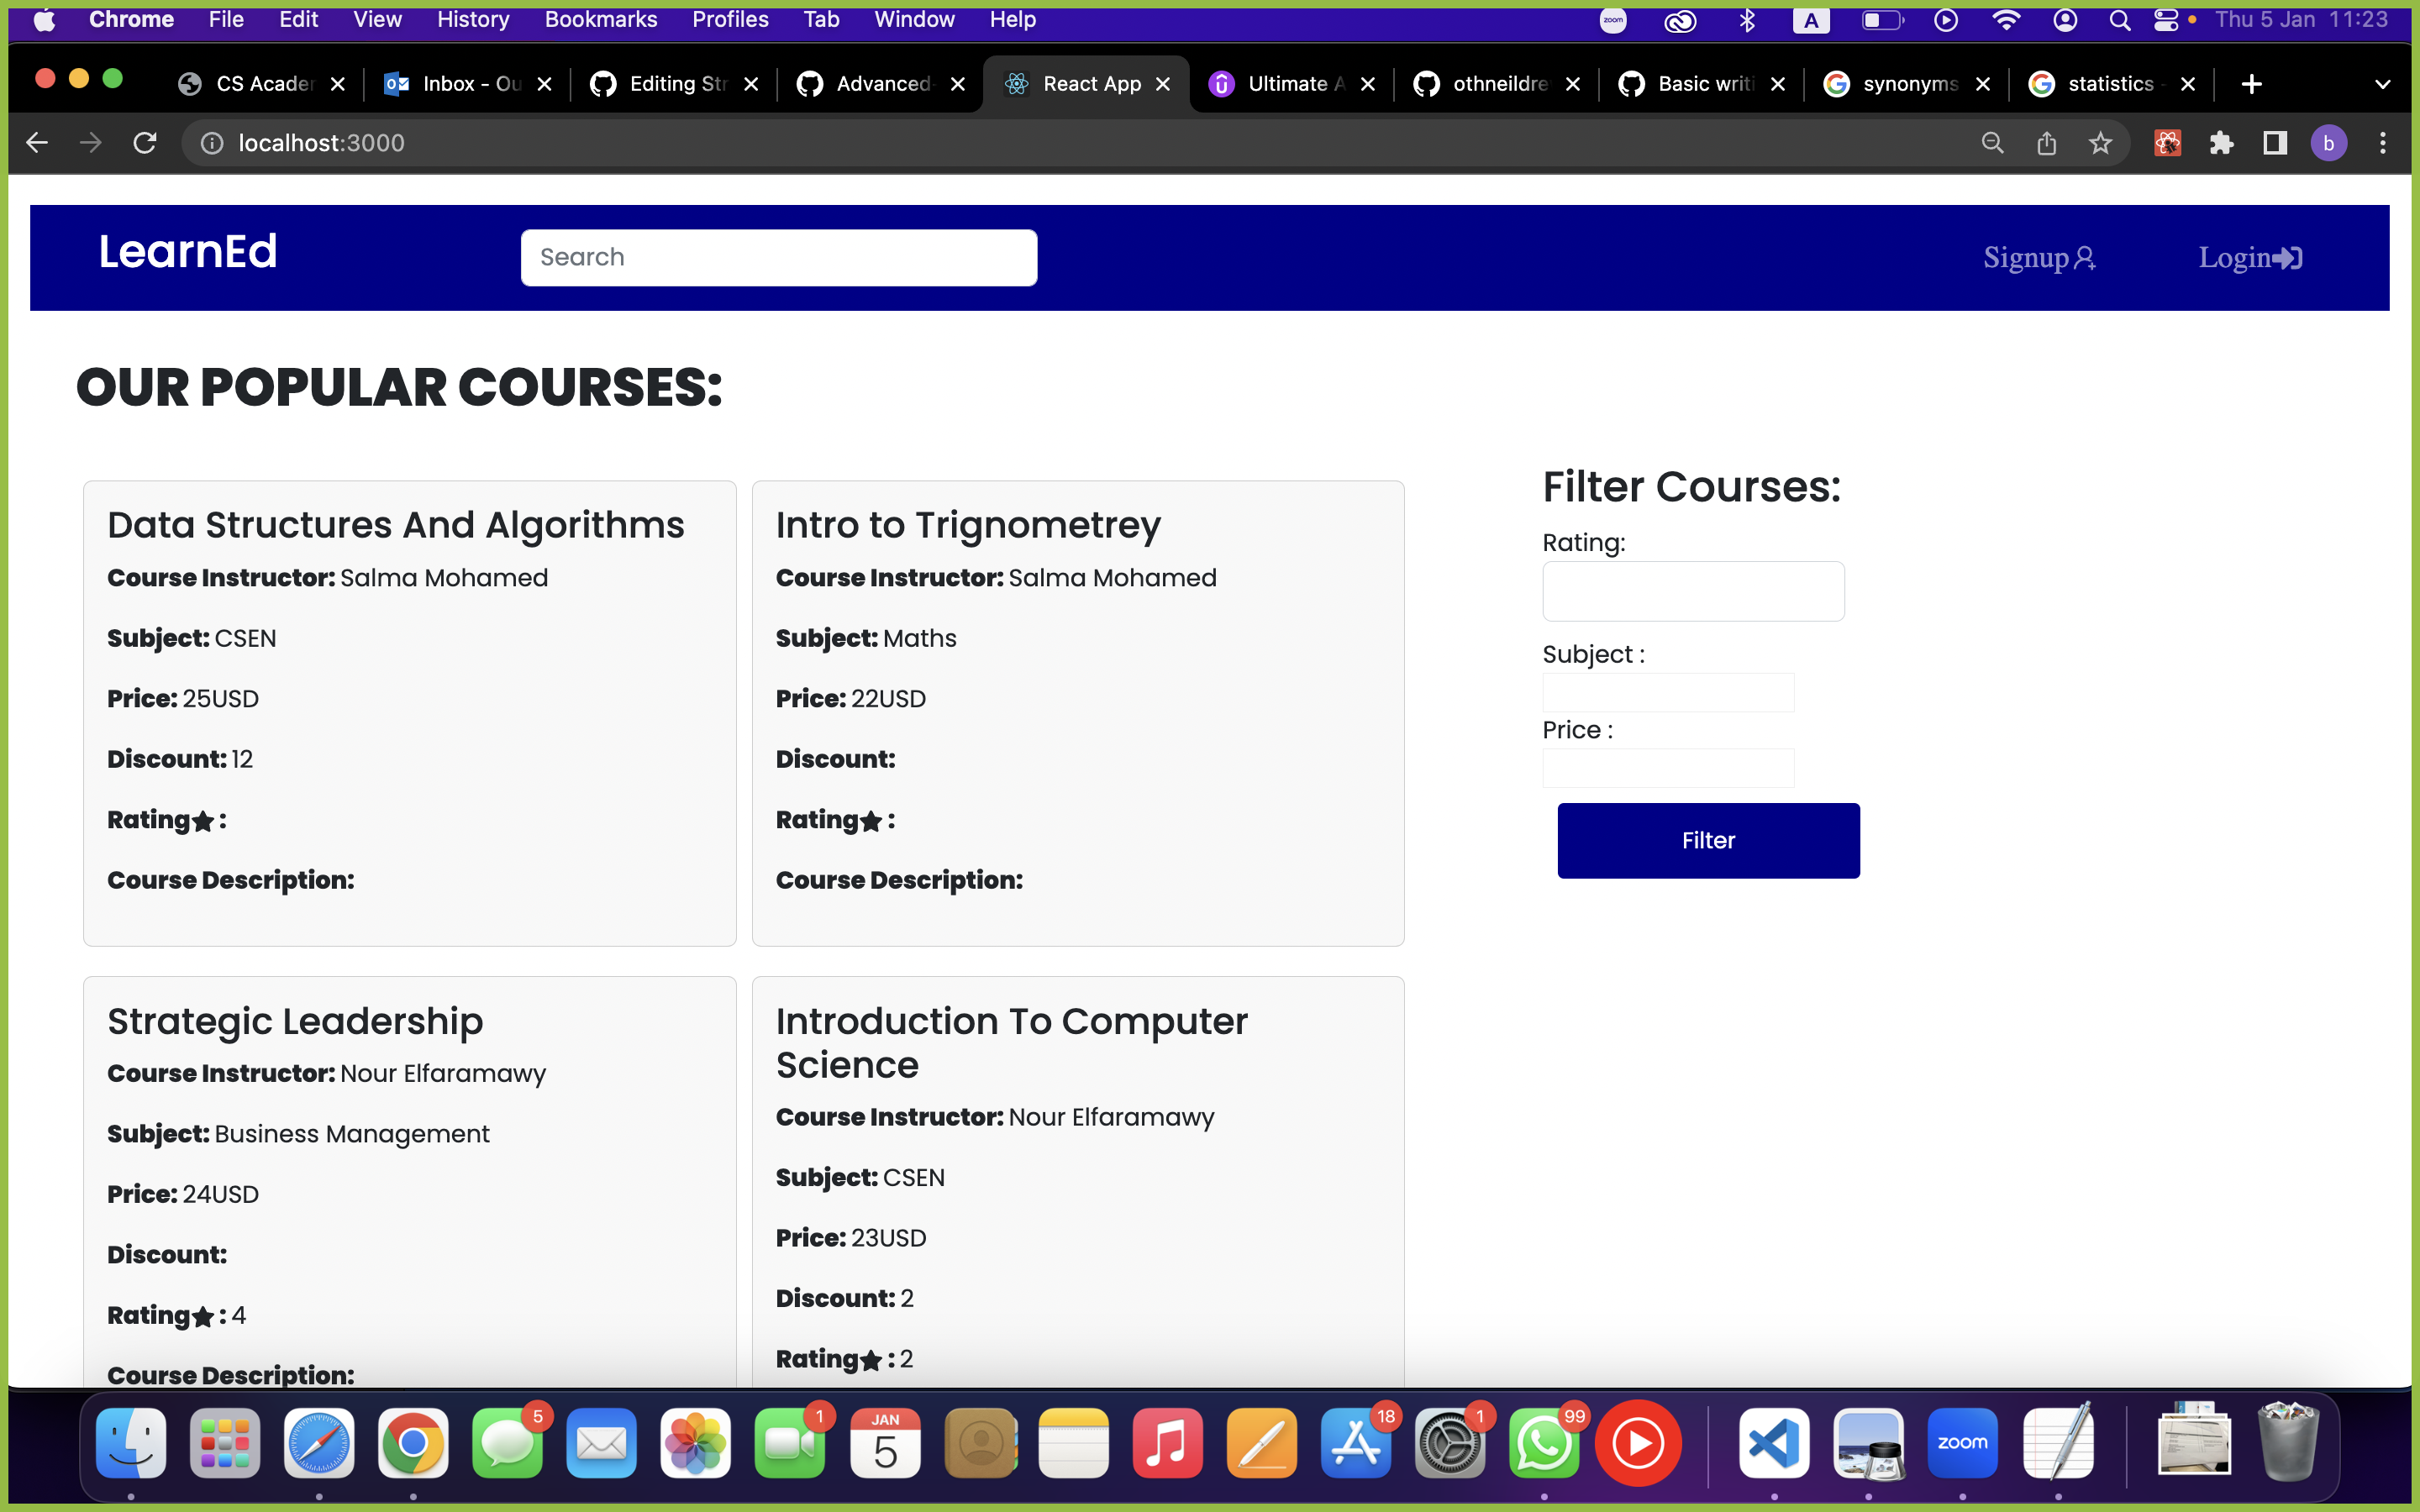 Chrome File Edit View History Bookmarks Profiles Tab Window Help zoom A Thu 5 Jan 11:23
CS Acader Inbox - Ou Editing Str Advanced- React App Ultimate A othneildre Basic writi synonyms statistics -
localhost:3000 b
LearnEd Search Signup Login
OUR POPULAR COURSES:
Data Structures And Algorithms
Course Instructor: Salma Mohamed
Subject: CSEN
Price: 25USD
Discount: 12
Rating★ :
Course Description:
Intro to Trignometrey
Course Instructor: Salma Mohamed
Subject: Maths
Price: 22USD
Discount:
Rating★ :
Course Description:
Filter Courses:
Rating:
Subject :
Price :
Filter
Strategic Leadership
Course Instructor: Nour Elfaramawy
Subject: Business Management
Price: 24USD
Discount:
Rating★ : 4
Course Description:
Introduction To Computer
Science
Course Instructor: Nour Elfaramawy
Subject: CSEN
Price: 23USD
Discount: 2
Rating★ : 2
5 1 JAN 5 18 1 99 zoom